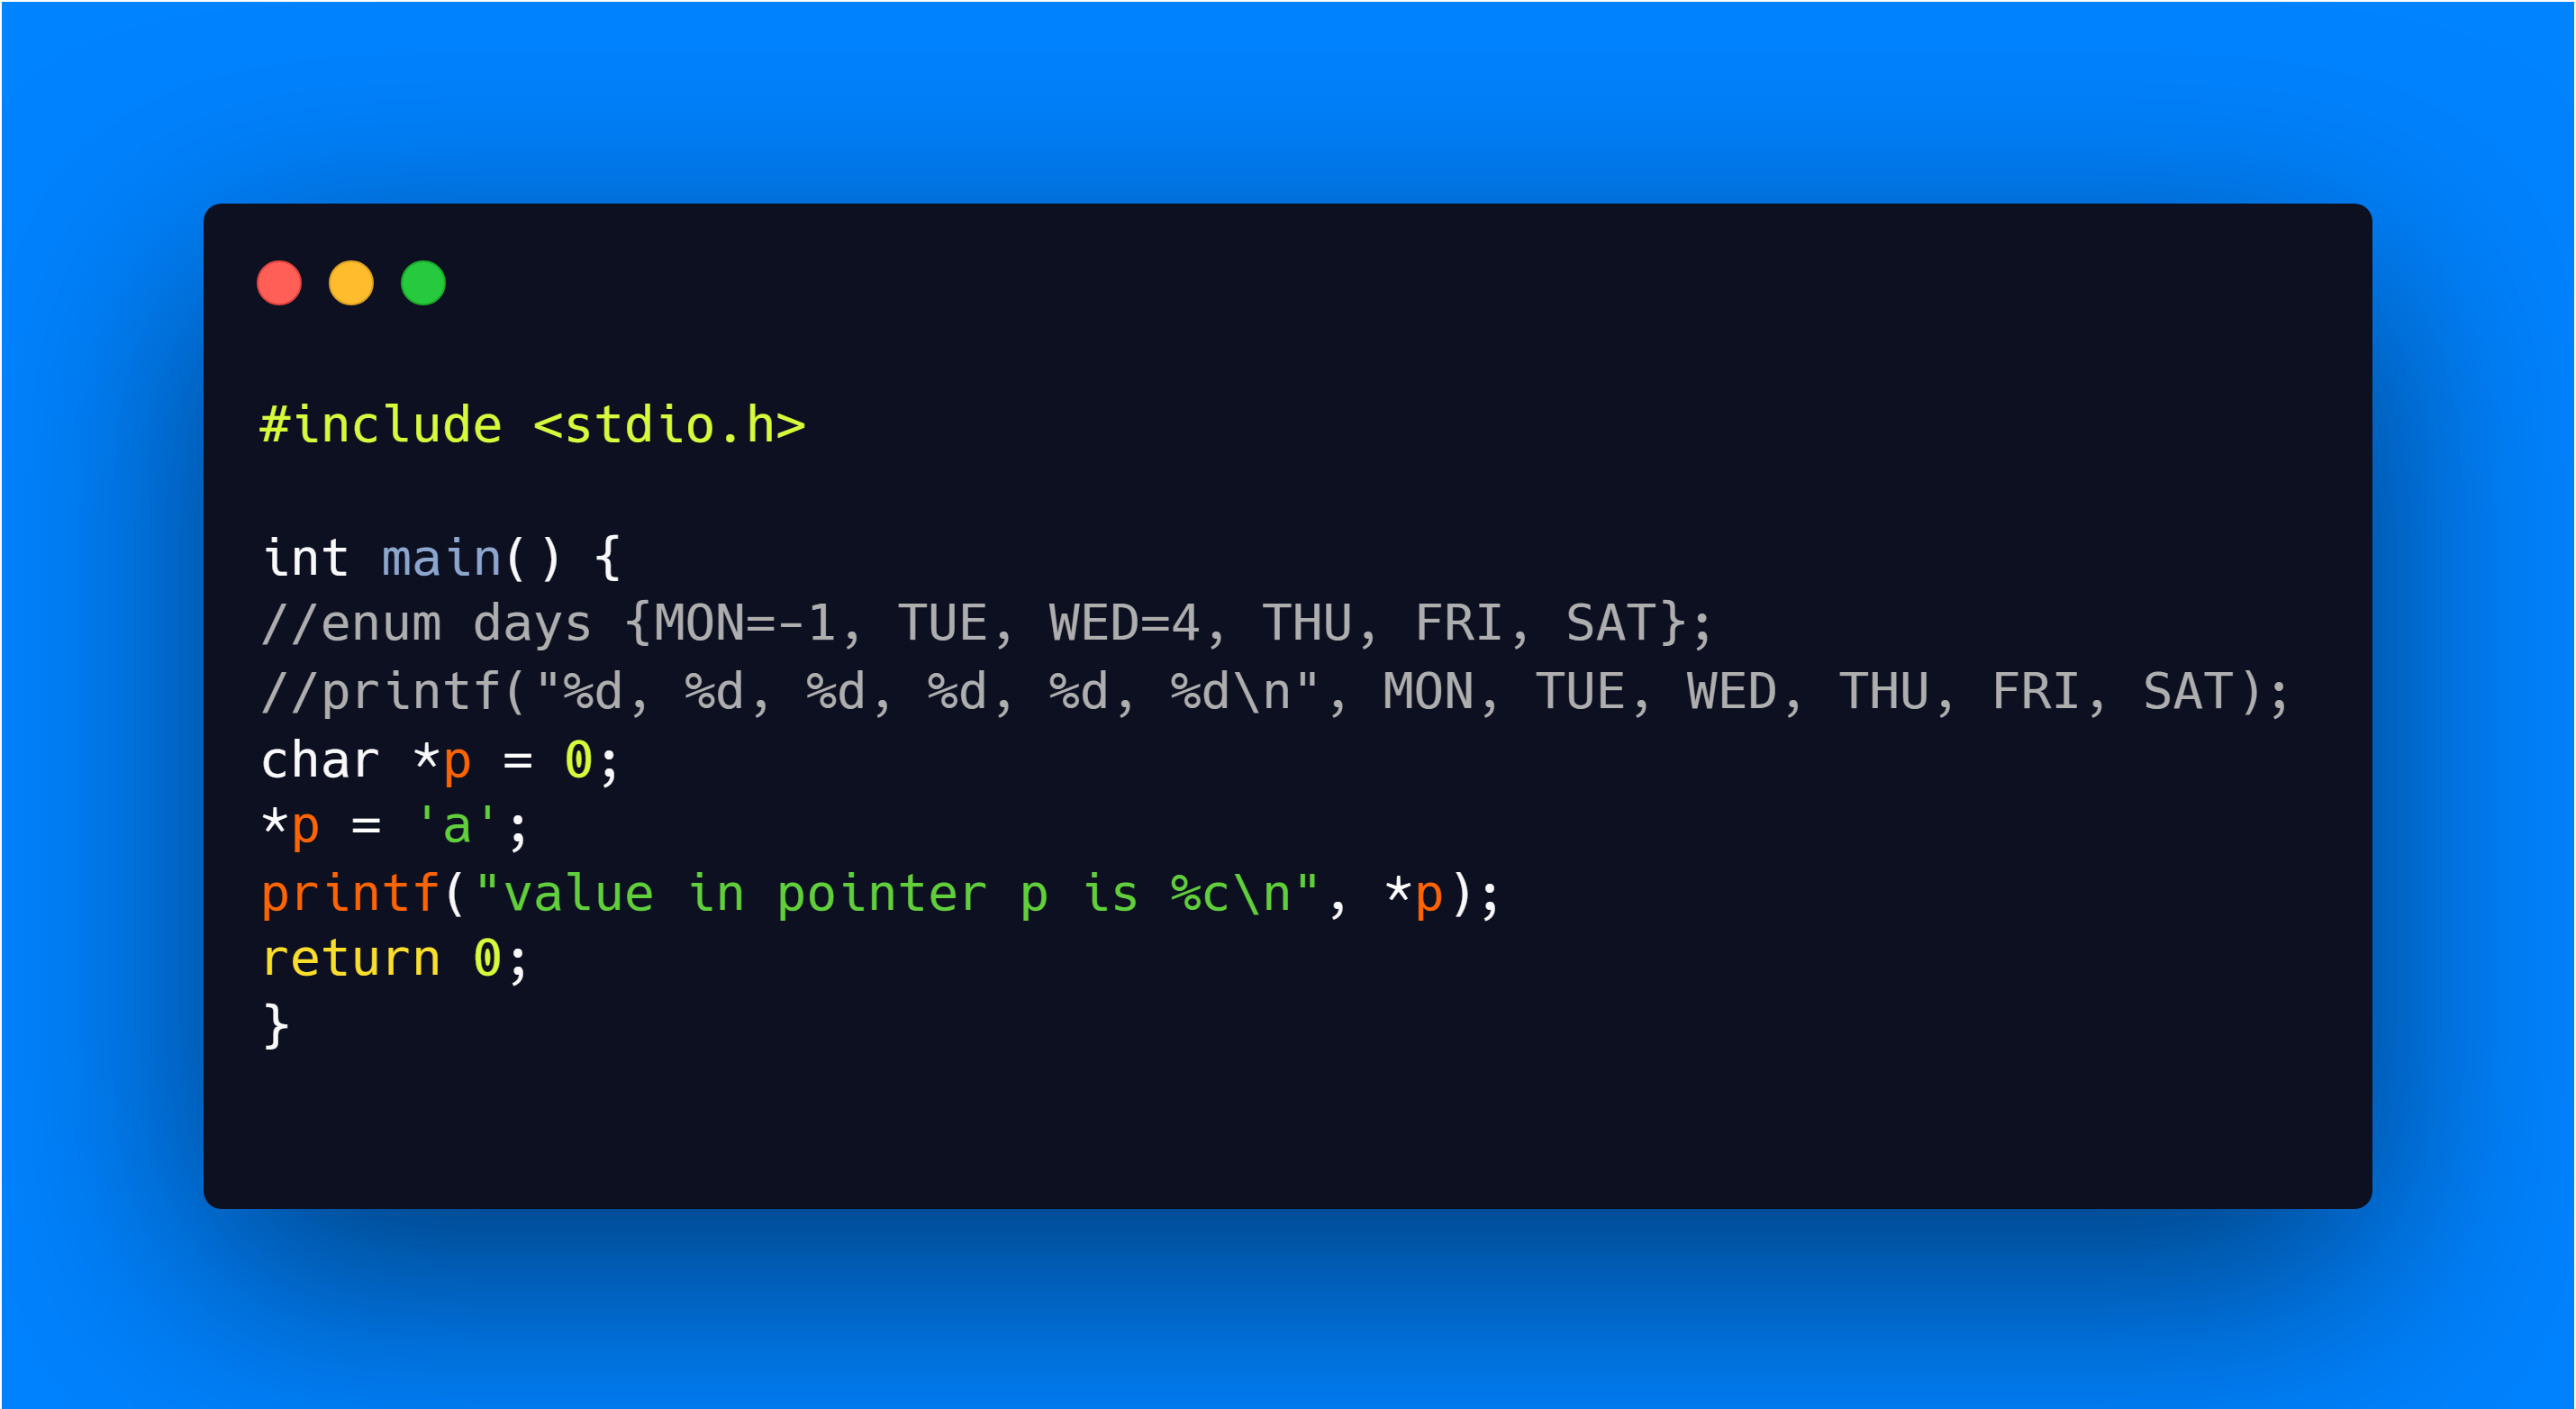 #include <stdio.h>
int main() {
//enum days {MON=-1, TUE, WED=4, THU, FRI, SAT};
//printf("%d, %d, %d, %d, %d, %d\n", MON, TUE, WED, THU, FRI, SAT);
char *p = 0;
*p = 'a';
printf("value in pointer p is %c\n", *p);
return 0;
}